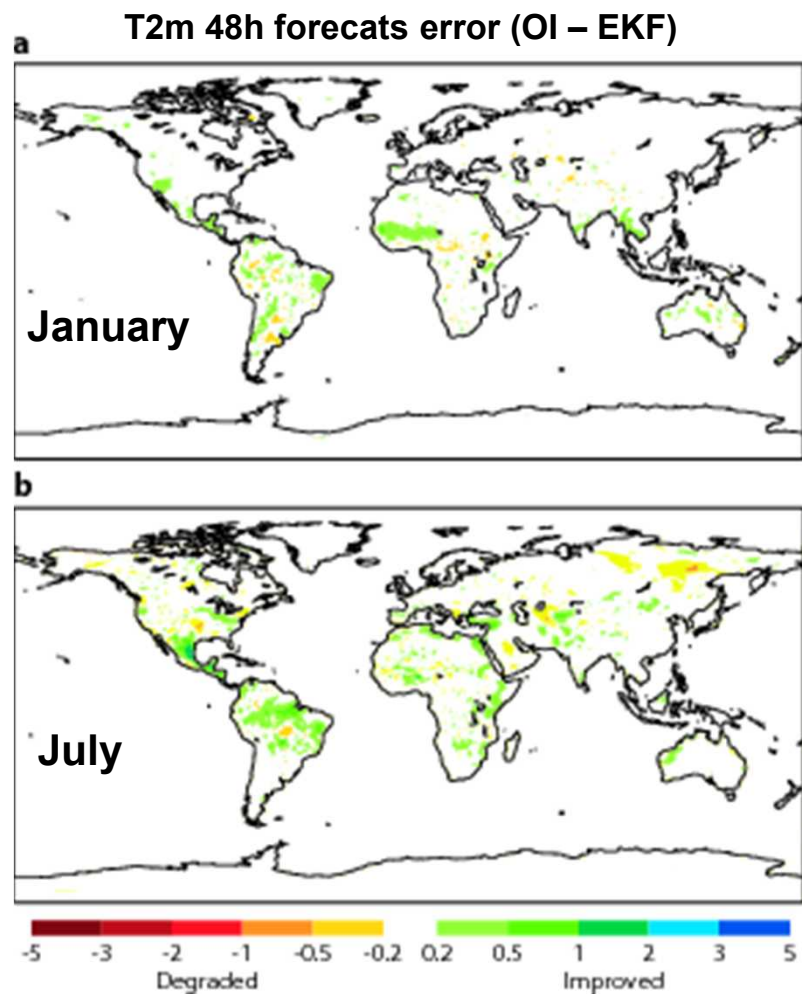 T2m 48h forecats error (OI – EKF)
a
January
b
July
-5 -3 -2 -1 -0.5 -0.2 0.2 0.5 1 2 3 5
Degraded Improved